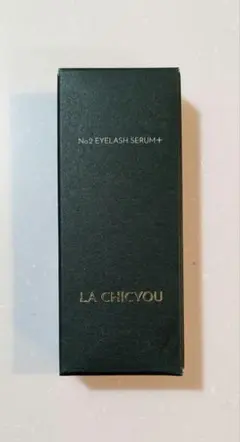 No2 EYELASH SERUM+
LA CHICYOU